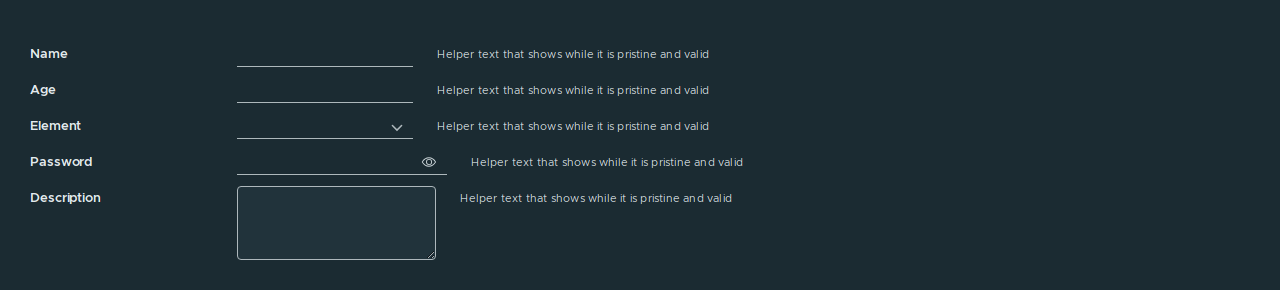 Name Helper text that shows while it is pristine and valid
Age Helper text that shows while it is pristine and valid
Element Helper text that shows while it is pristine and valid
Password Helper text that shows while it is pristine and valid
Description Helper text that shows while it is pristine and valid